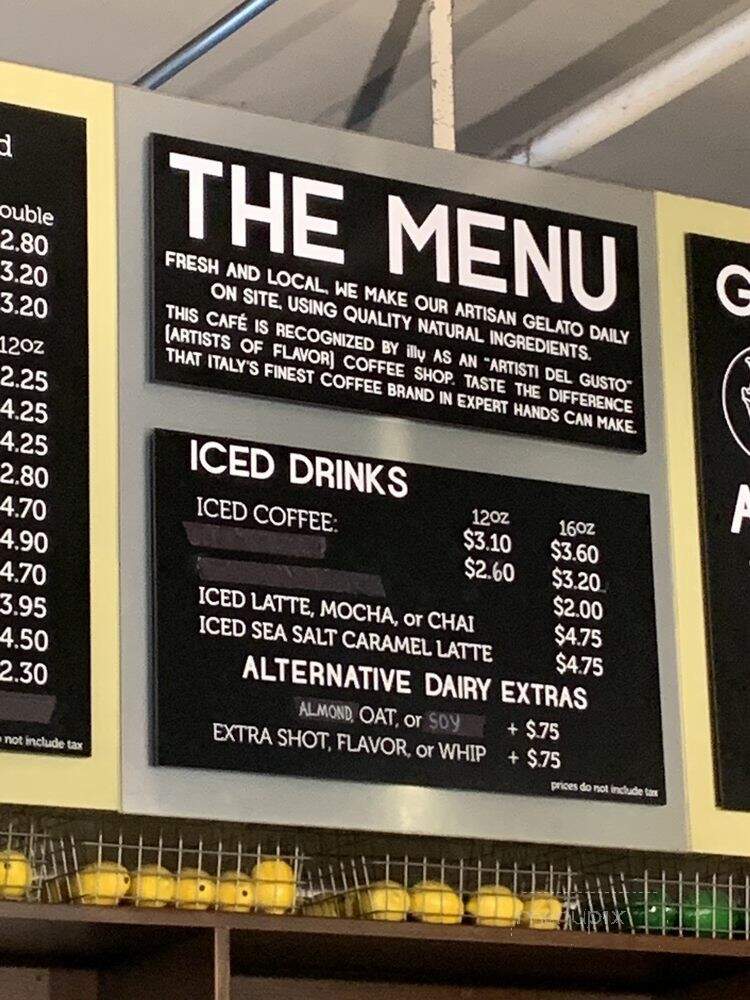 d
ouble
2.80
3.20
3.20
12oz
2.25
4.25
4.25
2.80
4.70
4.90
4.70
3.95
4.50
2.30
not include tax
THE MENU
FRESH AND LOCAL, WE MAKE OUR ARTISAN GELATO DAILY
ON SITE, USING QUALITY NATURAL INGREDIENTS.
THIS CAFÉ IS RECOGNIZED BY illy AS AN "ARTISTI DEL GUSTO"
(ARTISTS OF FLAVOR) COFFEE SHOP. TASTE THE DIFFERENCE
THAT ITALY'S FINEST COFFEE BRAND IN EXPERT HANDS CAN MAKE.
ICED DRINKS
ICED COFFEE: 12oz 16oz
$3.10 $3.60
$2.60 $3.20
$2.00
ICED LATTE, MOCHA, or CHAI $4.75
ICED SEA SALT CARAMEL LATTE $4.75
ALTERNATIVE DAIRY EXTRAS
ALMOND, OAT, or SOY + $.75
EXTRA SHOT, FLAVOR, or WHIP + $.75
prices do not include tax
G
A